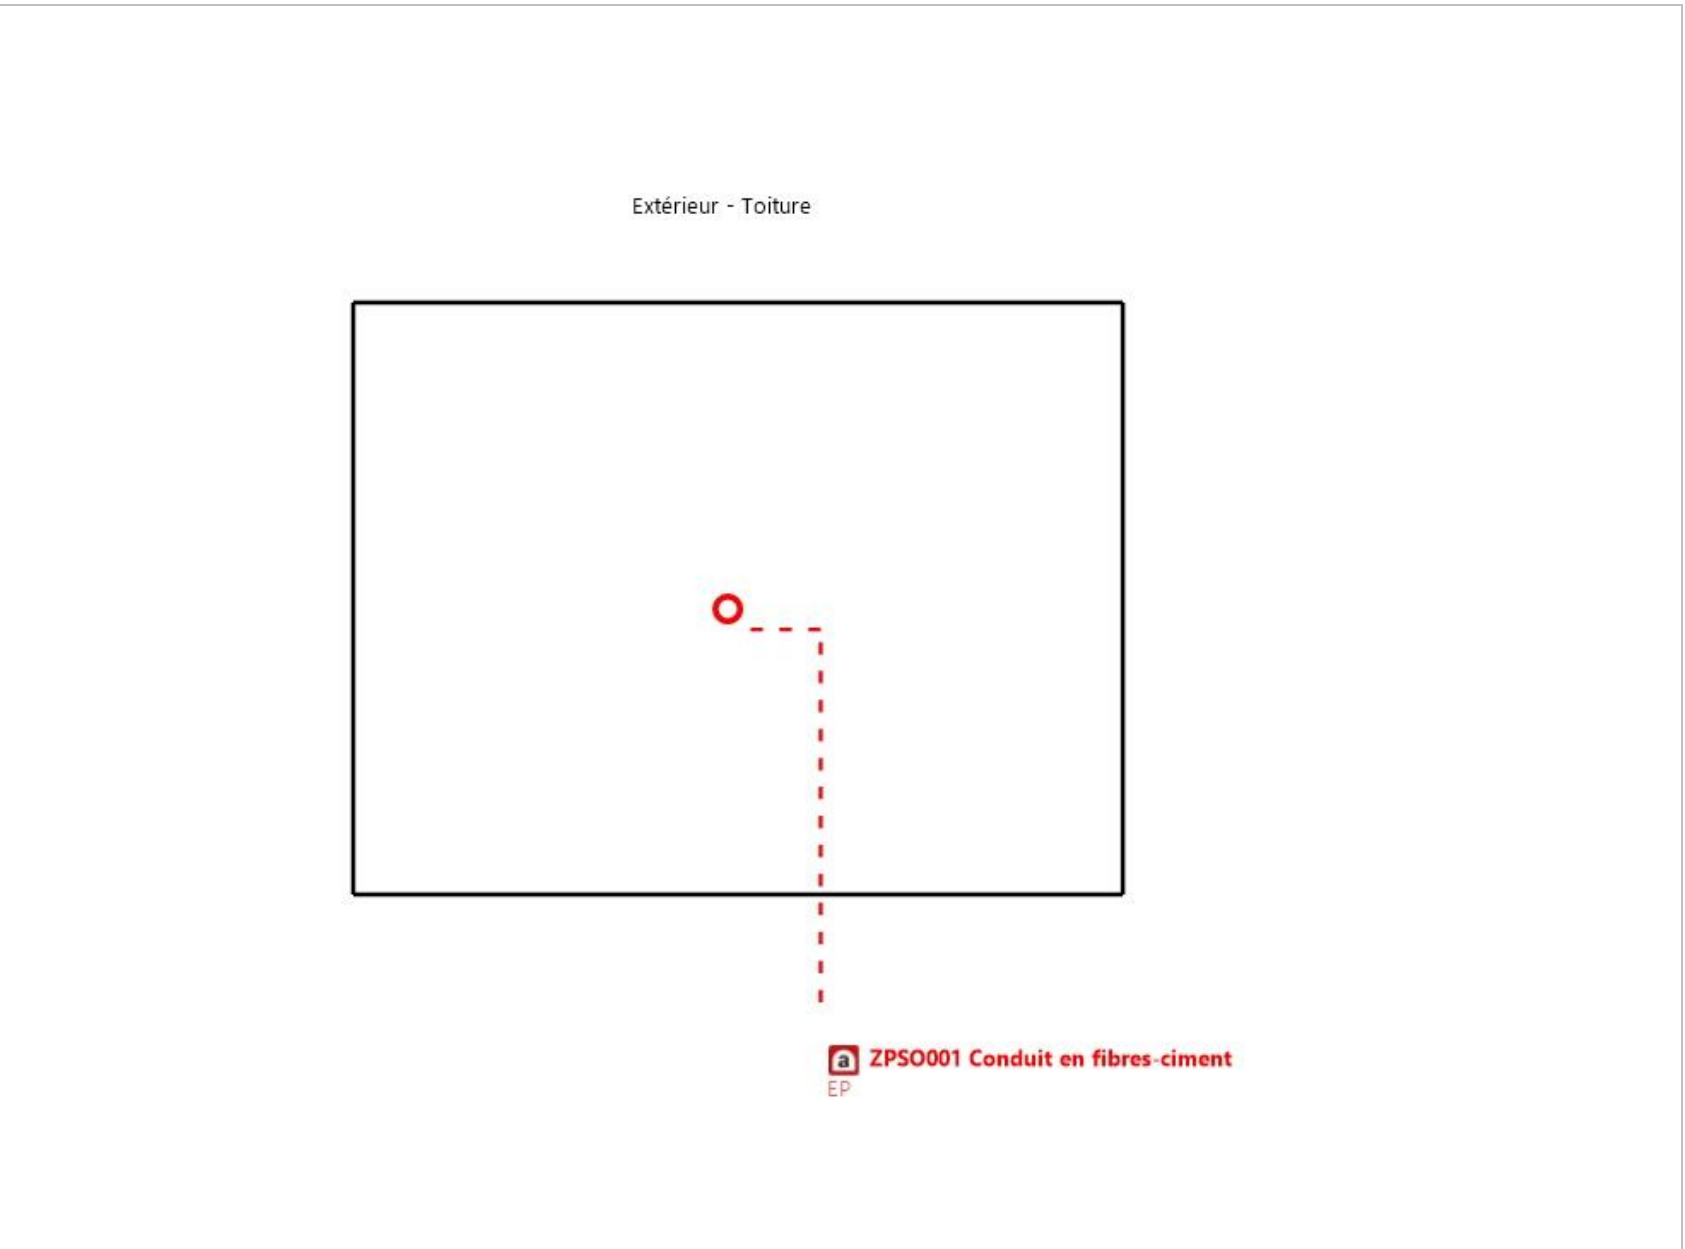 Extérieur - Toiture
a ZPSO001 Conduit en fibres-ciment
EP